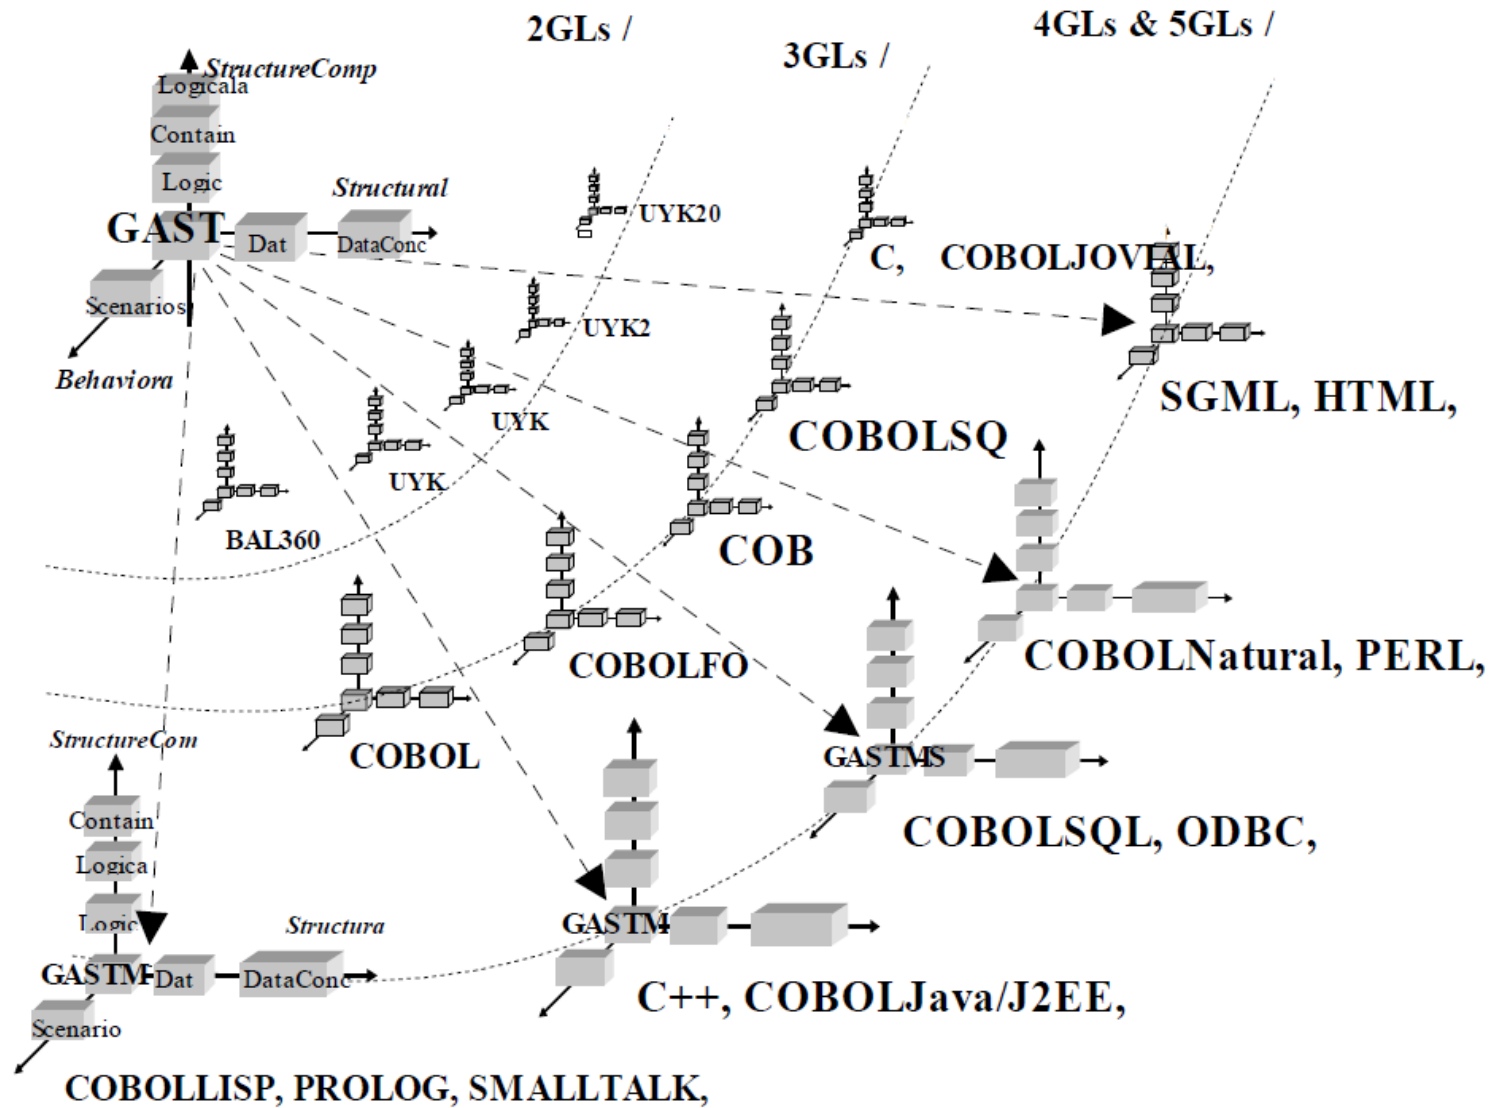 2GLs /
3GLs /
4GLs & 5GLs /
StructureComp
Logicala
Contain
Logic
Structural
GAST
Dat
DataConc
Scenarios
Behaviora
UYK20
C, COBOLJOVIAL,
UYK2
SGML, HTML,
UYK
COBOLSQ
UYK
BAL360
COB
COBOLFO
COBOLNatural, PERL,
COBOL
StructureCom
GASTMS
Contain
COBOLSQL, ODBC,
Logica
Logic
Structura
GASTM
GASTM
Dat
DataConc
C++, COBOLJava/J2EE,
Scenario
COBOLLISP, PROLOG, SMALLTALK,